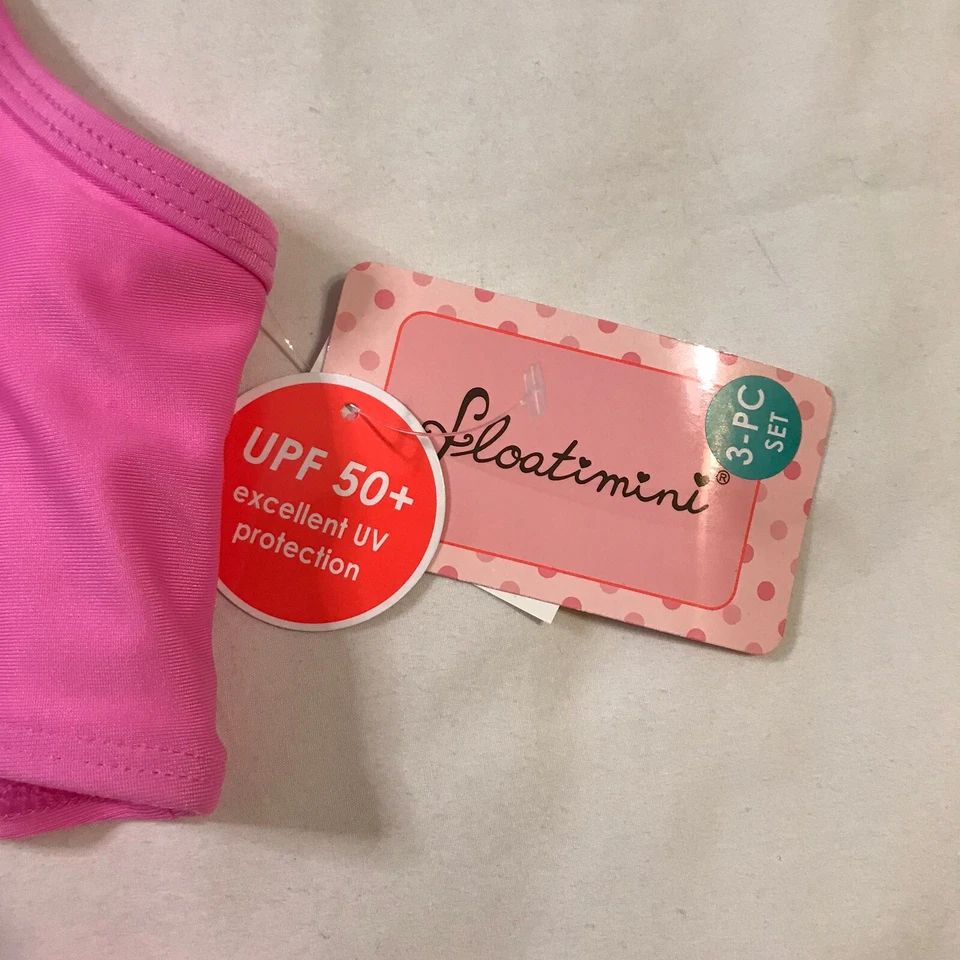 UPF 50+
excellent UV
protection
floatimini®
3-PC
SET